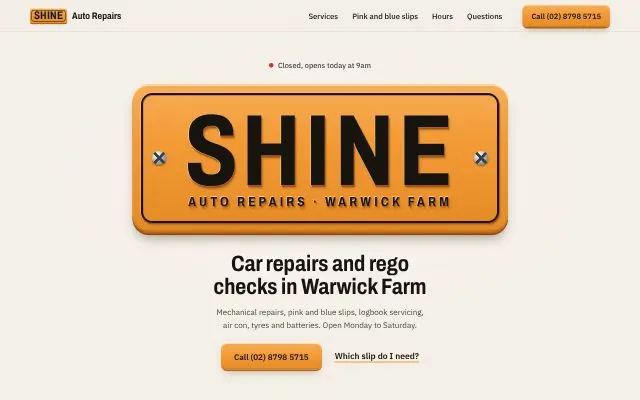 SHINE Auto Repairs
Services
Pink and blue slips
Hours
Questions
Call (02) 8798 5715
Closed, opens today at 9am
SHINE
AUTO REPAIRS · WARWICK FARM
Car repairs and rego
checks in Warwick Farm
Mechanical repairs, pink and blue slips, logbook servicing,
air con, tyres and batteries. Open Monday to Saturday.
Call (02) 8798 5715
Which slip do I need?